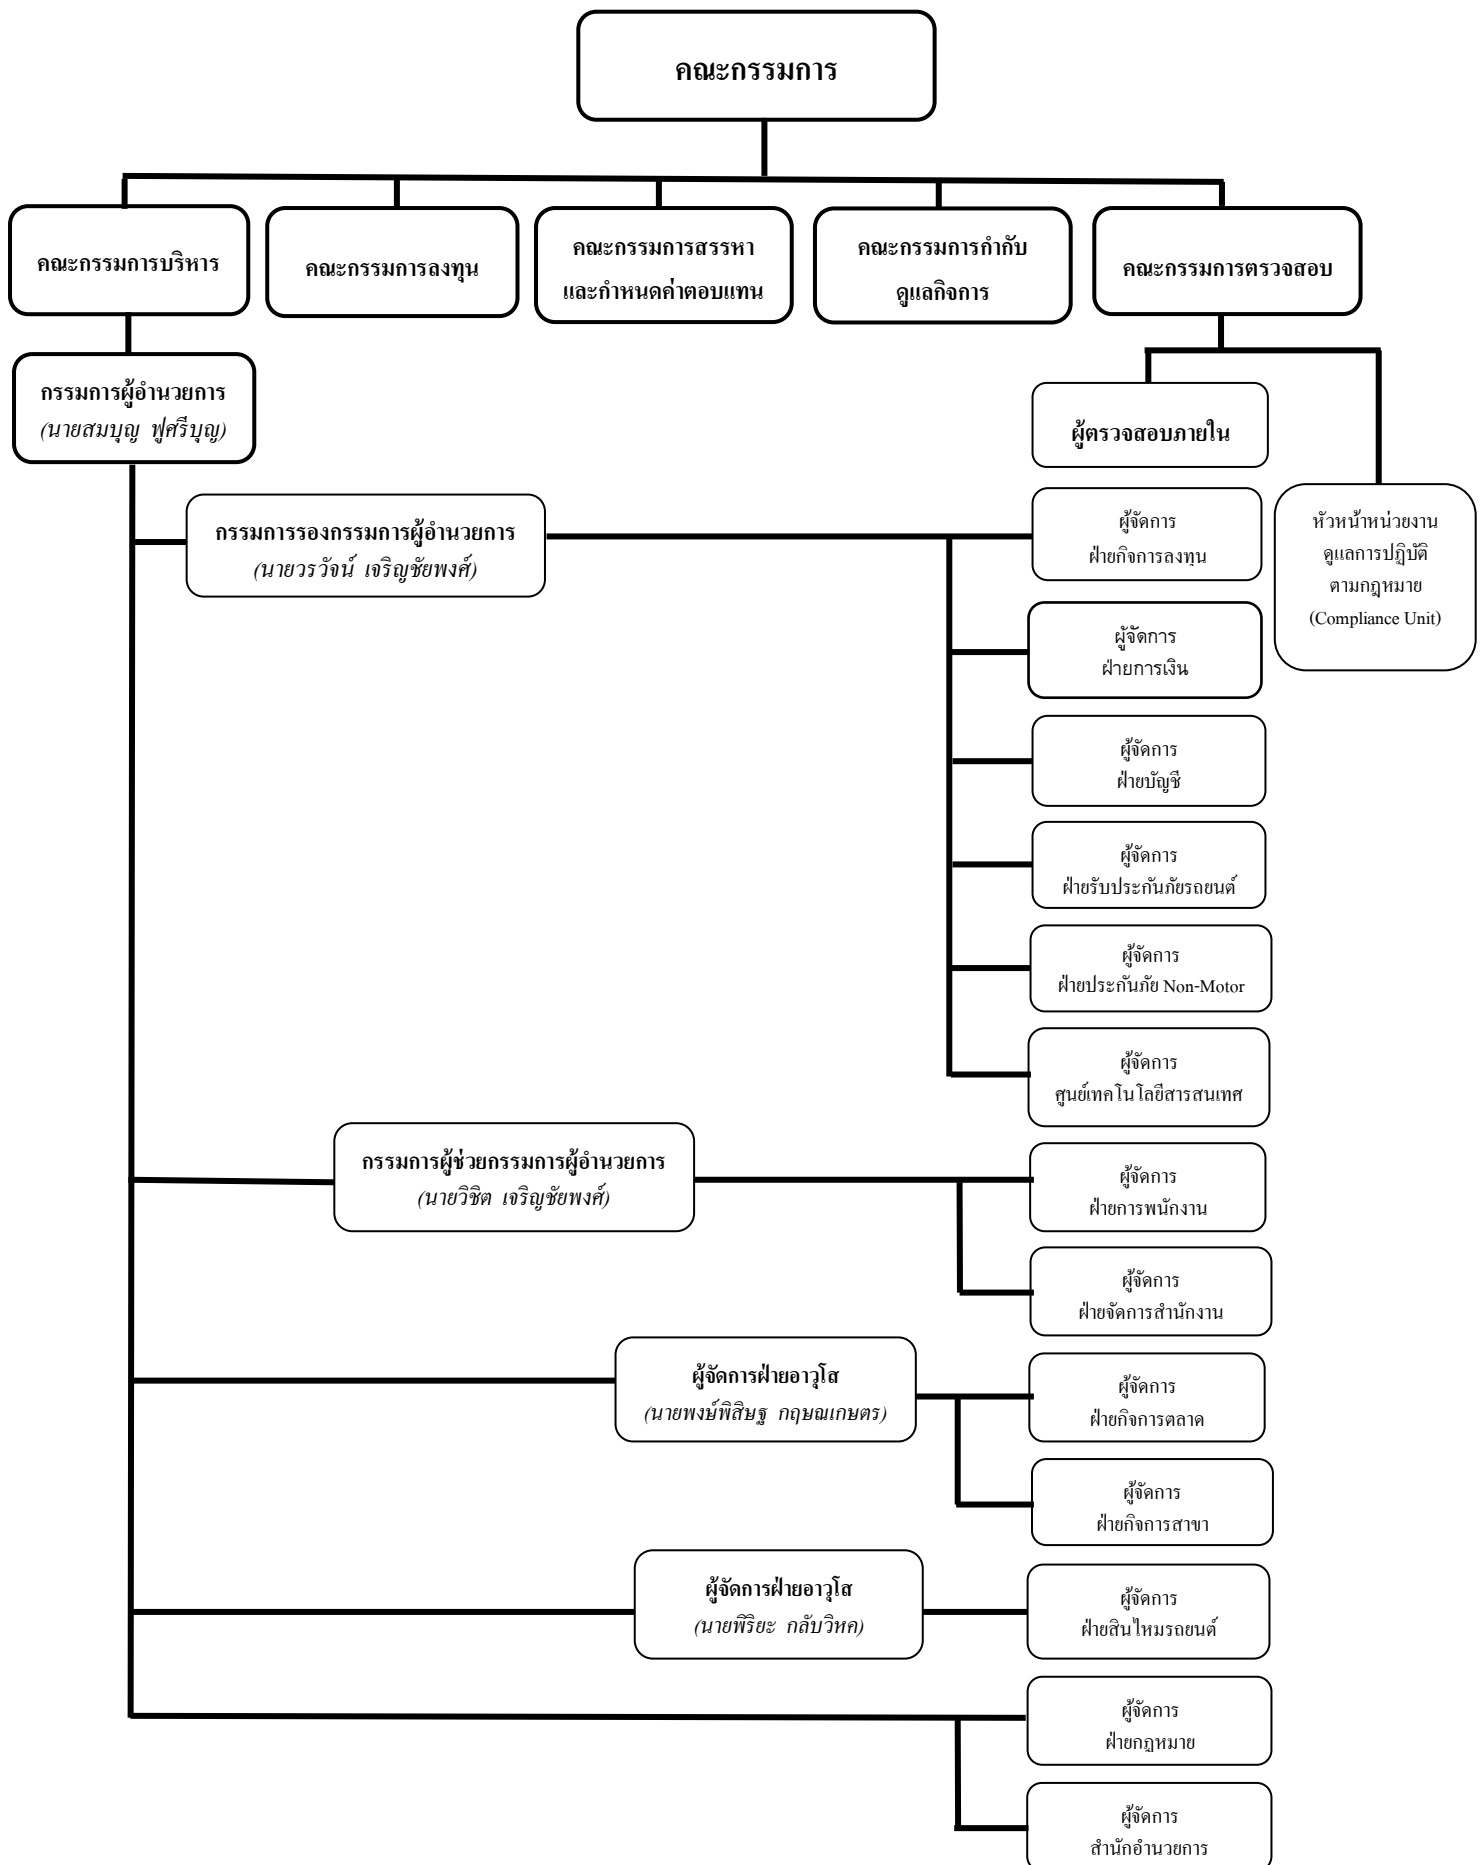 คณะกรรมการ
คณะกรรมการบริหาร
คณะกรรมการลงทุน
คณะกรรมการสรรหา
และกำหนดค่าตอบแทน
คณะกรรมการกำกับ
ดูแลกิจการ
คณะกรรมการตรวจสอบ
กรรมการผู้อำนวยการ
(นายสมบุญ ฟูศรีบุญ)
ผู้ตรวจสอบภายใน
หัวหน้าหน่วยงาน
ดูแลการปฏิบัติ
ตามกฎหมาย
(Compliance Unit)
กรรมการรองกรรมการผู้อำนวยการ
(นายวรวัจน์ เจริญชัยพงศ์)
ผู้จัดการ
ฝ่ายกิจการลงทุน
ผู้จัดการ
ฝ่ายการเงิน
ผู้จัดการ
ฝ่ายบัญชี
ผู้จัดการ
ฝ่ายรับประกันภัยรถยนต์
ผู้จัดการ
ฝ่ายประกันภัย Non-Motor
ผู้จัดการ
ศูนย์เทคโนโลยีสารสนเทศ
กรรมการผู้ช่วยกรรมการผู้อำนวยการ
(นายวิชิต เจริญชัยพงศ์)
ผู้จัดการ
ฝ่ายการพนักงาน
ผู้จัดการ
ฝ่ายจัดการสำนักงาน
ผู้จัดการฝ่ายอาวุโส
(นายพงษ์พิสิษฐ กฤษณเกษตร)
ผู้จัดการ
ฝ่ายกิจการตลาด
ผู้จัดการ
ฝ่ายกิจการสาขา
ผู้จัดการฝ่ายอาวุโส
(นายพิริยะ กลับวิหค)
ผู้จัดการ
ฝ่ายสินไหมรถยนต์
ผู้จัดการ
ฝ่ายกฎหมาย
ผู้จัดการ
สำนักอำนวยการ